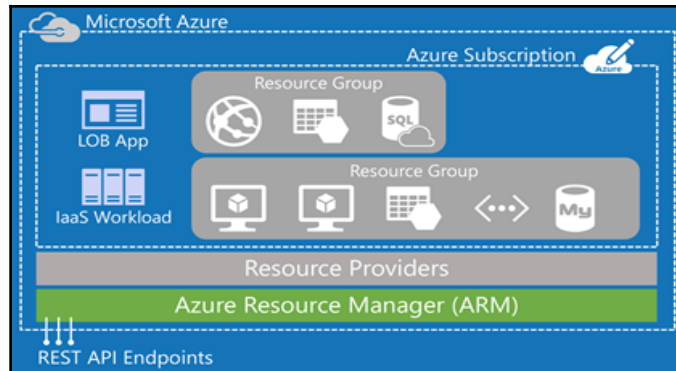 Microsoft Azure
Azure Subscription
Azure
Resource Group
SQL
LOB App
Resource Group
My
IaaS Workload
Resource Providers
Azure Resource Manager (ARM)
REST API Endpoints